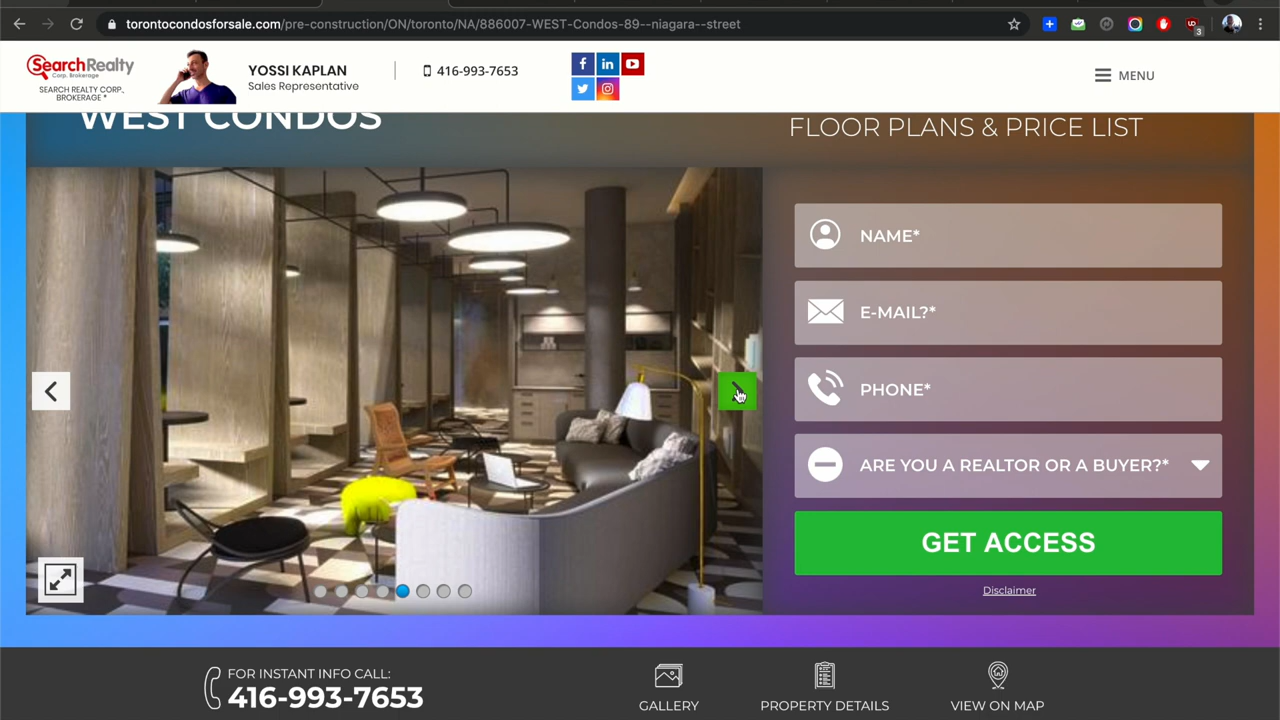 torontocondosforsale.com/pre-construction/ON/toronto/NA/886007-WEST-Condos-89--niagara--street
3
SearchRealty
Corp. Brokerage
SEARCH REALTY CORP.,
BROKERAGE *
YOSSI KAPLAN
Sales Representative
416-993-7653
MENU
WEST CONDOS
FLOOR PLANS & PRICE LIST
NAME*
E-MAIL?*
PHONE*
ARE YOU A REALTOR OR A BUYER?*
GET ACCESS
Disclaimer
FOR INSTANT INFO CALL:
416-993-7653
GALLERY
PROPERTY DETAILS
VIEW ON MAP